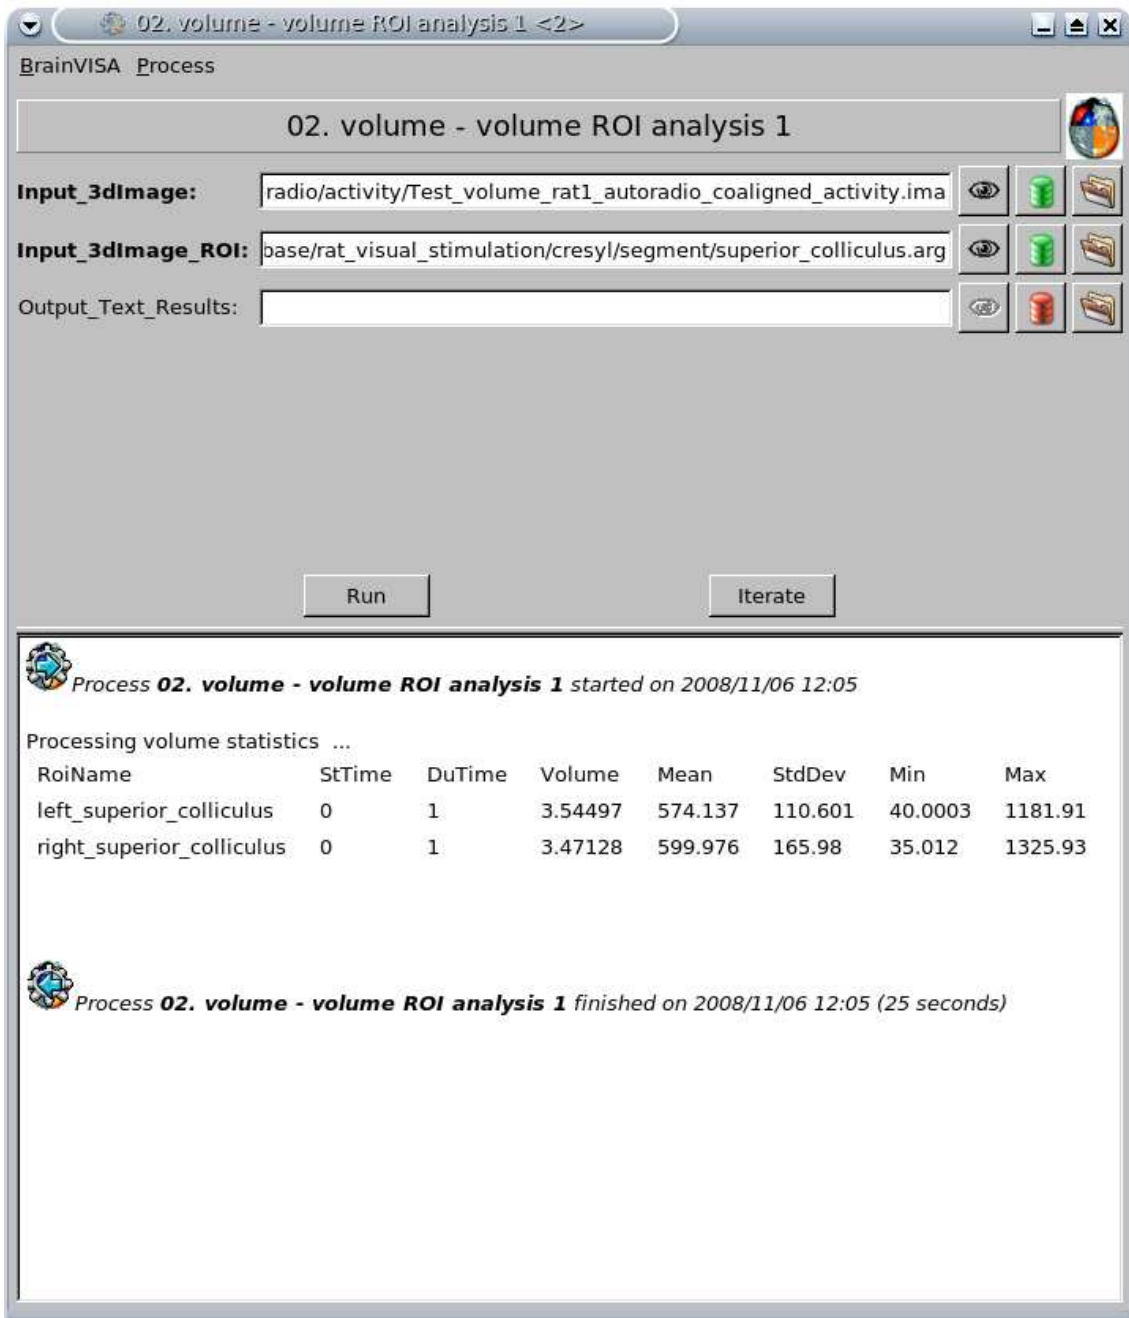 02. volume - volume ROI analysis 1 <2>
BrainVISA Process
02. volume - volume ROI analysis 1
Input_3dImage: radio/activity/Test_volume_rat1_autoradio_coaligned_activity.ima
Input_3dImage_ROI: base/rat_visual_stimulation/cresyl/segment/superior_colliculus.arg
Output_Text_Results:
Run Iterate
Process 02. volume - volume ROI analysis 1 started on 2008/11/06 12:05
Processing volume statistics ...
RoiName StTime DuTime Volume Mean StdDev Min Max
left_superior_colliculus 0 1 3.54497 574.137 110.601 40.0003 1181.91
right_superior_colliculus 0 1 3.47128 599.976 165.98 35.012 1325.93
Process 02. volume - volume ROI analysis 1 finished on 2008/11/06 12:05 (25 seconds)